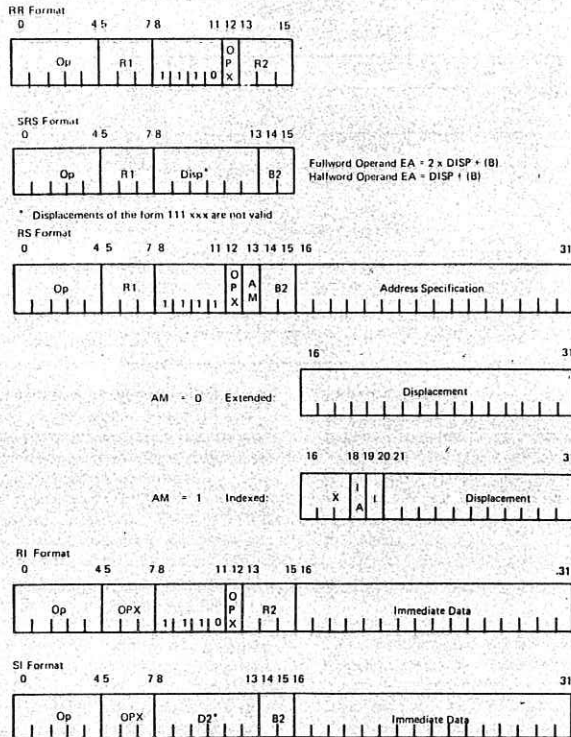 RR Format
0 4 5 7 8 11 12 13 15
Op R1 1 1 1 1 0 O P X R2
SRS Format
0 4 5 7 8 13 14 15
Op R1 Disp* B2
Fullword Operand EA = 2 x DISP + (B)
Halfword Operand EA = DISP + (B)
* Displacements of the form 111 xxx are not valid
RS Format
0 4 5 7 8 11 12 13 14 15 16 31
Op R1 1 1 1 1 O P X A M B2 Address Specification
16 31
AM = 0 Extended: Displacement
16 18 19 20 21 3
AM = 1 Indexed: X I A I Displacement
RI Format
0 4 5 7 8 11 12 13 15 16 31
Op OPX 1 1 1 0 O P X R2 Immediate Data
SI Format
0 4 5 7 8 13 14 15 16 31
Op OPX D2* B2 Immediate Data